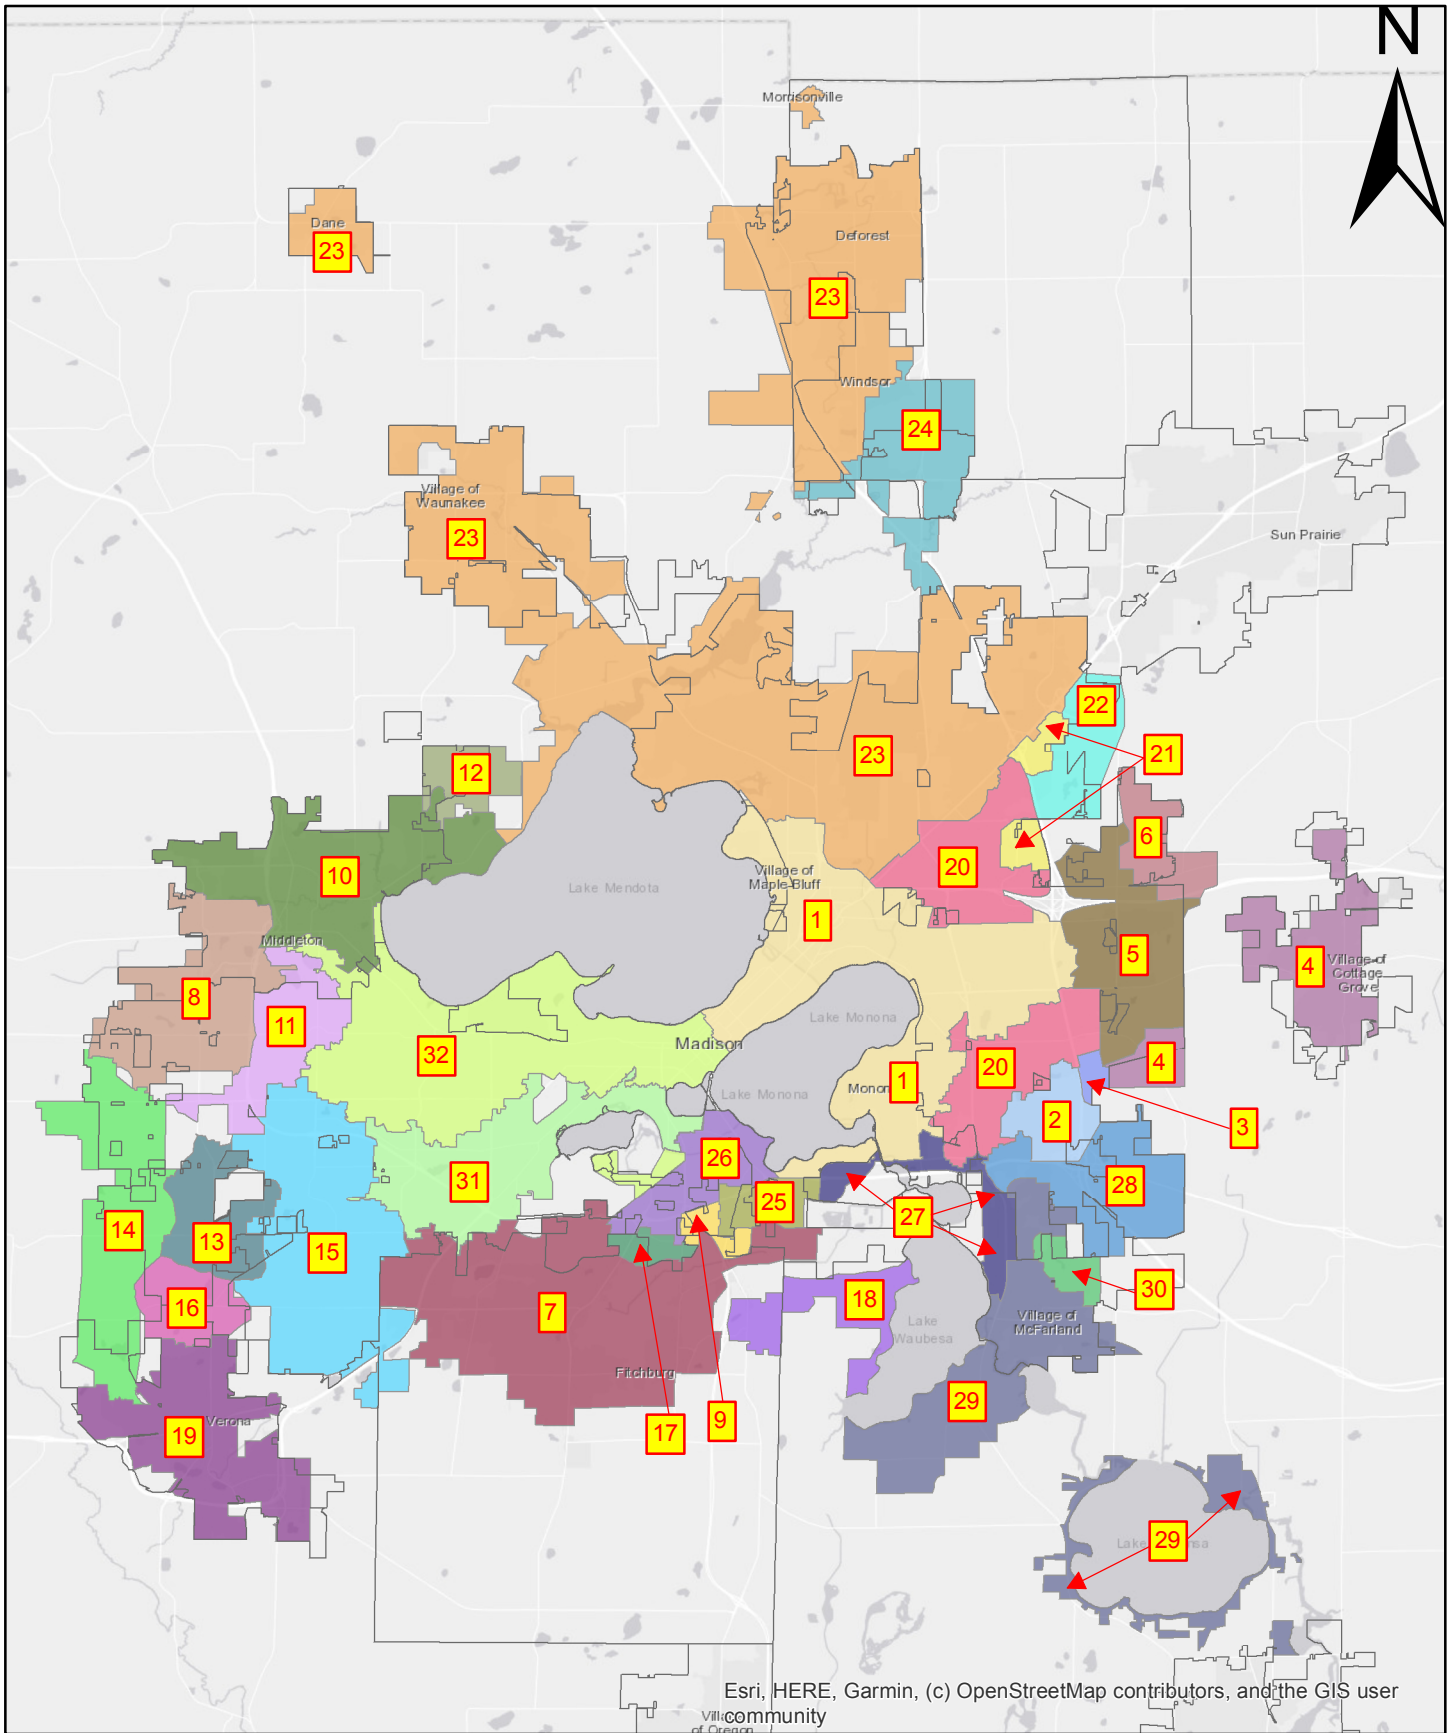 N
Morrisonville
Dane
23
Deforest
23
Windsor
24
Village of
Waunakee
23
Sun Prairie
22
21
23
12
6
20
10
Village of
Maple Bluff
Lake Mendota
1
Middleton
5
4
Village of
Cottage
Grove
8
11
Lake Monona
Madison
32
4
20
1
Lake Monona
2
3
26
31
28
25
14
27
13
15
30
18
16
7
Village of
McFarland
Lake
Waubesa
Fitchburg
29
Verona
9
17
19
29
Lake
Esri, HERE, Garmin, (c) OpenStreetMap contributors, and the GIS user
community
of Oregon